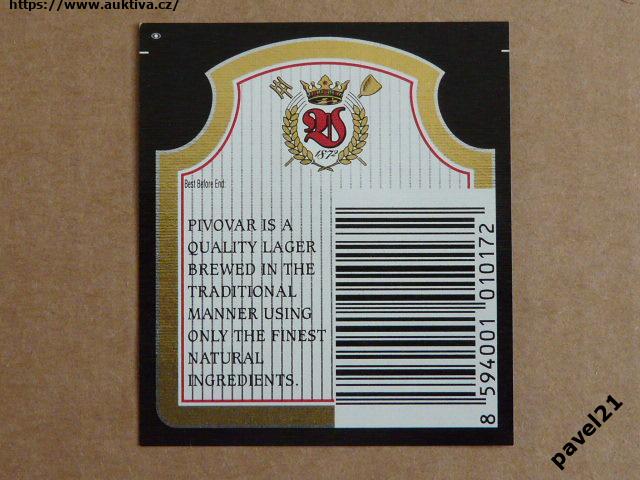 https://www.auktiva.cz/
1872
Best Before End:
PIVOVAR IS A
QUALITY LAGER
BREWED IN THE
TRADITIONAL
MANNER USING
ONLY THE FINEST
NATURAL
INGREDIENTS.
8 594001 010172
pavel21